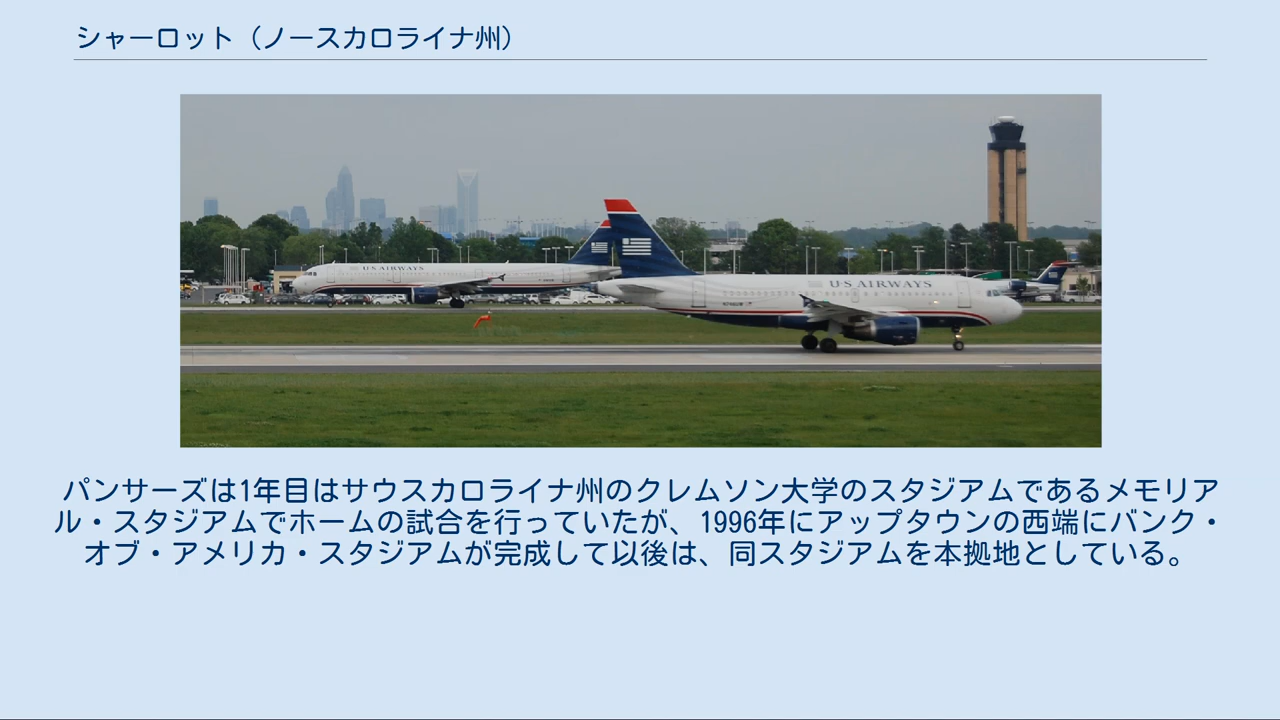 シャーロット（ノースカロライナ州）
U S AIRWAYS
U·S AIRWAYS
パンサーズは1年目はサウスカロライナ州のクレムソン大学のスタジアムであるメモリア
ル・スタジアムでホームの試合を行っていたが、1996年にアップタウンの西端にバンク・
オブ・アメリカ・スタジアムが完成して以後は、同スタジアムを本拠地としている。